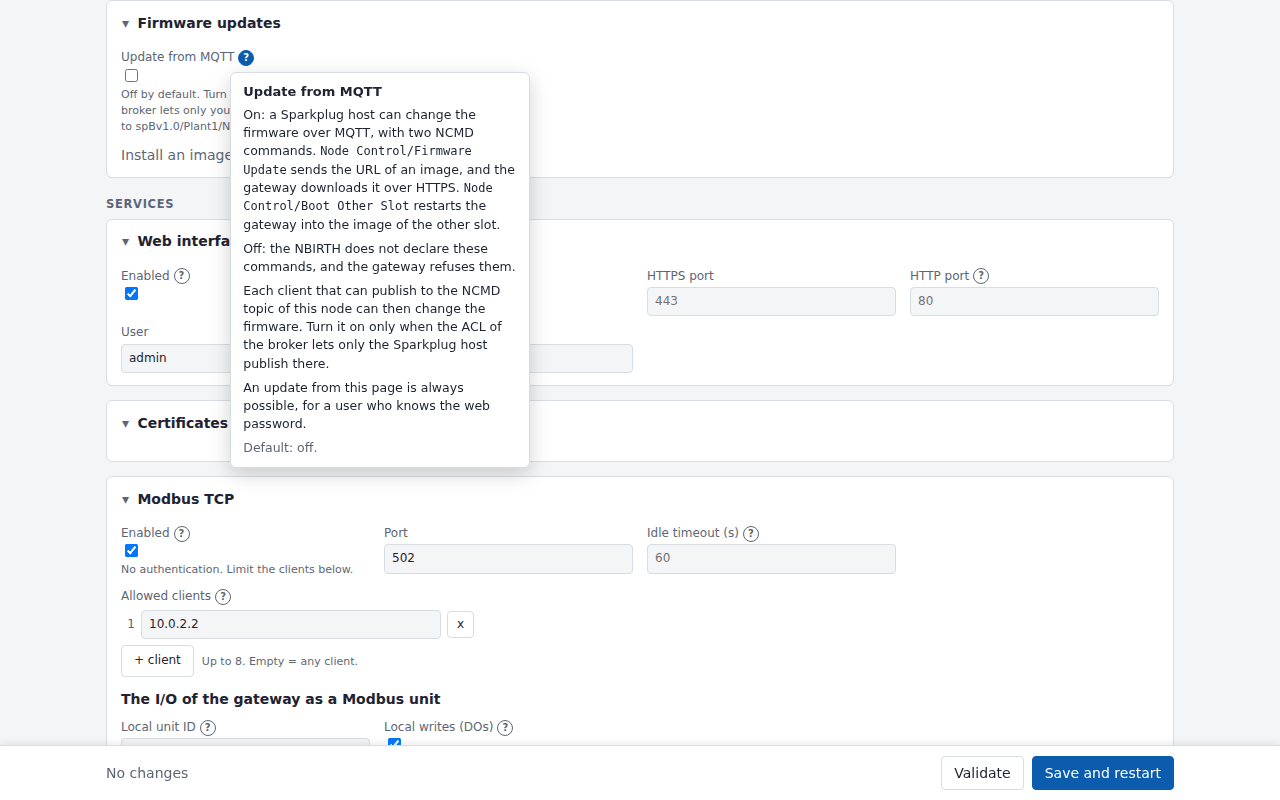 ▼ Firmware updates
Update from MQTT ?
Off by default. Turn
broker lets only you
to spBv1.0/Plant1/N
Install an image
Update from MQTT
On: a Sparkplug host can change the
firmware over MQTT, with two NCMD
commands. Node Control/Firmware
Update sends the URL of an image, and the
gateway downloads it over HTTPS. Node
Control/Boot Other Slot restarts the
gateway into the image of the other slot.
Off: the NBIRTH does not declare these
commands, and the gateway refuses them.
Each client that can publish to the NCMD
topic of this node can then change the
firmware. Turn it on only when the ACL of
the broker lets only the Sparkplug host
publish there.
An update from this page is always
possible, for a user who knows the web
password.
Default: off.
SERVICES
▼ Web interfa
Enabled ?
HTTPS port
HTTP port ?
443
80
User
admin
▼ Certificates
▼ Modbus TCP
Enabled ?
Port
Idle timeout (s) ?
502
60
No authentication. Limit the clients below.
Allowed clients ?
1 10.0.2.2 x
+ client Up to 8. Empty = any client.
The I/O of the gateway as a Modbus unit
Local unit ID ?
Local writes (DOs) ?
No changes
Validate
Save and restart